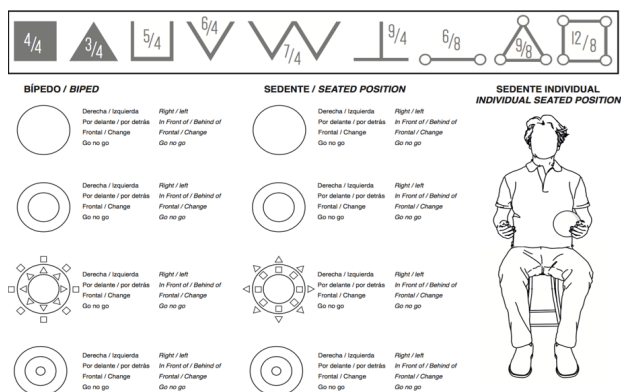 4/4 3/4 5/4 6/4 7/4 9/4 6/8 9/8 12/8
BÍPEDO / BIPED
Derecha / Izquierda Right / left
Por delante / por detrás In Front of / Behind of
Frontal / Change Frontal / Change
Go no go Go no go
Derecha / Izquierda Right / left
Por delante / por detrás In Front of / Behind of
Frontal / Change Frontal / Change
Go no go Go no go
Derecha / Izquierda Right / left
Por delante / por detrás In Front of / Behind of
Frontal / Change Frontal / Change
Go no go Go no go
Derecha / Izquierda Right / left
Por delante / por detrás In Front of / Behind of
Frontal / Change Frontal / Change
Go no go Go no go
SEDENTE / SEATED POSITION
Derecha / Izquierda Right / left
Por delante / por detrás In Front of / Behind of
Frontal / Change Frontal / Change
Go no go Go no go
Derecha / Izquierda Right / left
Por delante / por detrás In Front of / Behind of
Frontal / Change Frontal / Change
Go no go Go no go
Derecha / Izquierda Right / left
Por delante / por detrás In Front of / Behind of
Frontal / Change Frontal / Change
Go no go Go no go
Derecha / Izquierda Right / left
Por delante / por detrás In Front of / Behind of
Frontal / Change Frontal / Change
Go no go Go no go
SEDENTE INDIVIDUAL
INDIVIDUAL SEATED POSITION